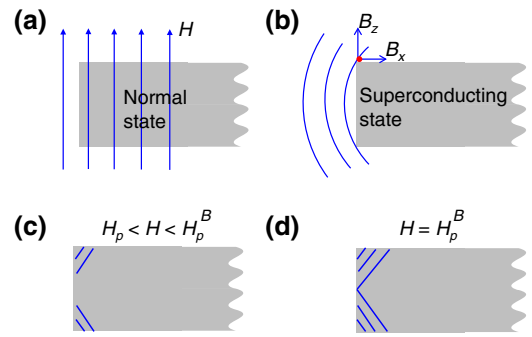 (a)
H
Normal
state
(b)
B_z
B_x
Superconducting
state
(c)
H_p < H < H_p^B
(d)
H = H_p^B